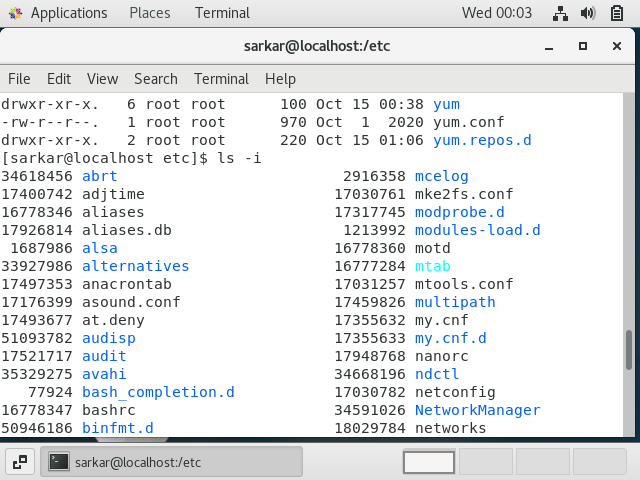 Applications Places Terminal Wed 00:03
sarkar@localhost:/etc
File Edit View Search Terminal Help
drwxr-xr-x.   6 root root      100 Oct 15 00:38 yum
-rw-r--r--.   1 root root      970 Oct  1  2020 yum.conf
drwxr-xr-x.   2 root root      220 Oct 15 01:06 yum.repos.d
[sarkar@localhost etc]$ ls -i
34618456 abrt                         2916358 mcelog
17400742 adjtime                     17030761 mke2fs.conf
16778346 aliases                     17317745 modprobe.d
17926814 aliases.db                   1213992 modules-load.d
 1687986 alsa                        16778360 motd
33927986 alternatives                16777284 mtab
17497353 anacrontab                  17031257 mtools.conf
17176399 asound.conf                 17459826 multipath
17493677 at.deny                     17355632 my.cnf
51093782 audisp                      17355633 my.cnf.d
17521717 audit                       17948768 nanorc
35329275 avahi                       34668196 ndctl
   77924 bash_completion.d           17030782 netconfig
16778347 bashrc                      34591026 NetworkManager
50946186 binfmt.d                    18029784 networks
sarkar@localhost:/etc